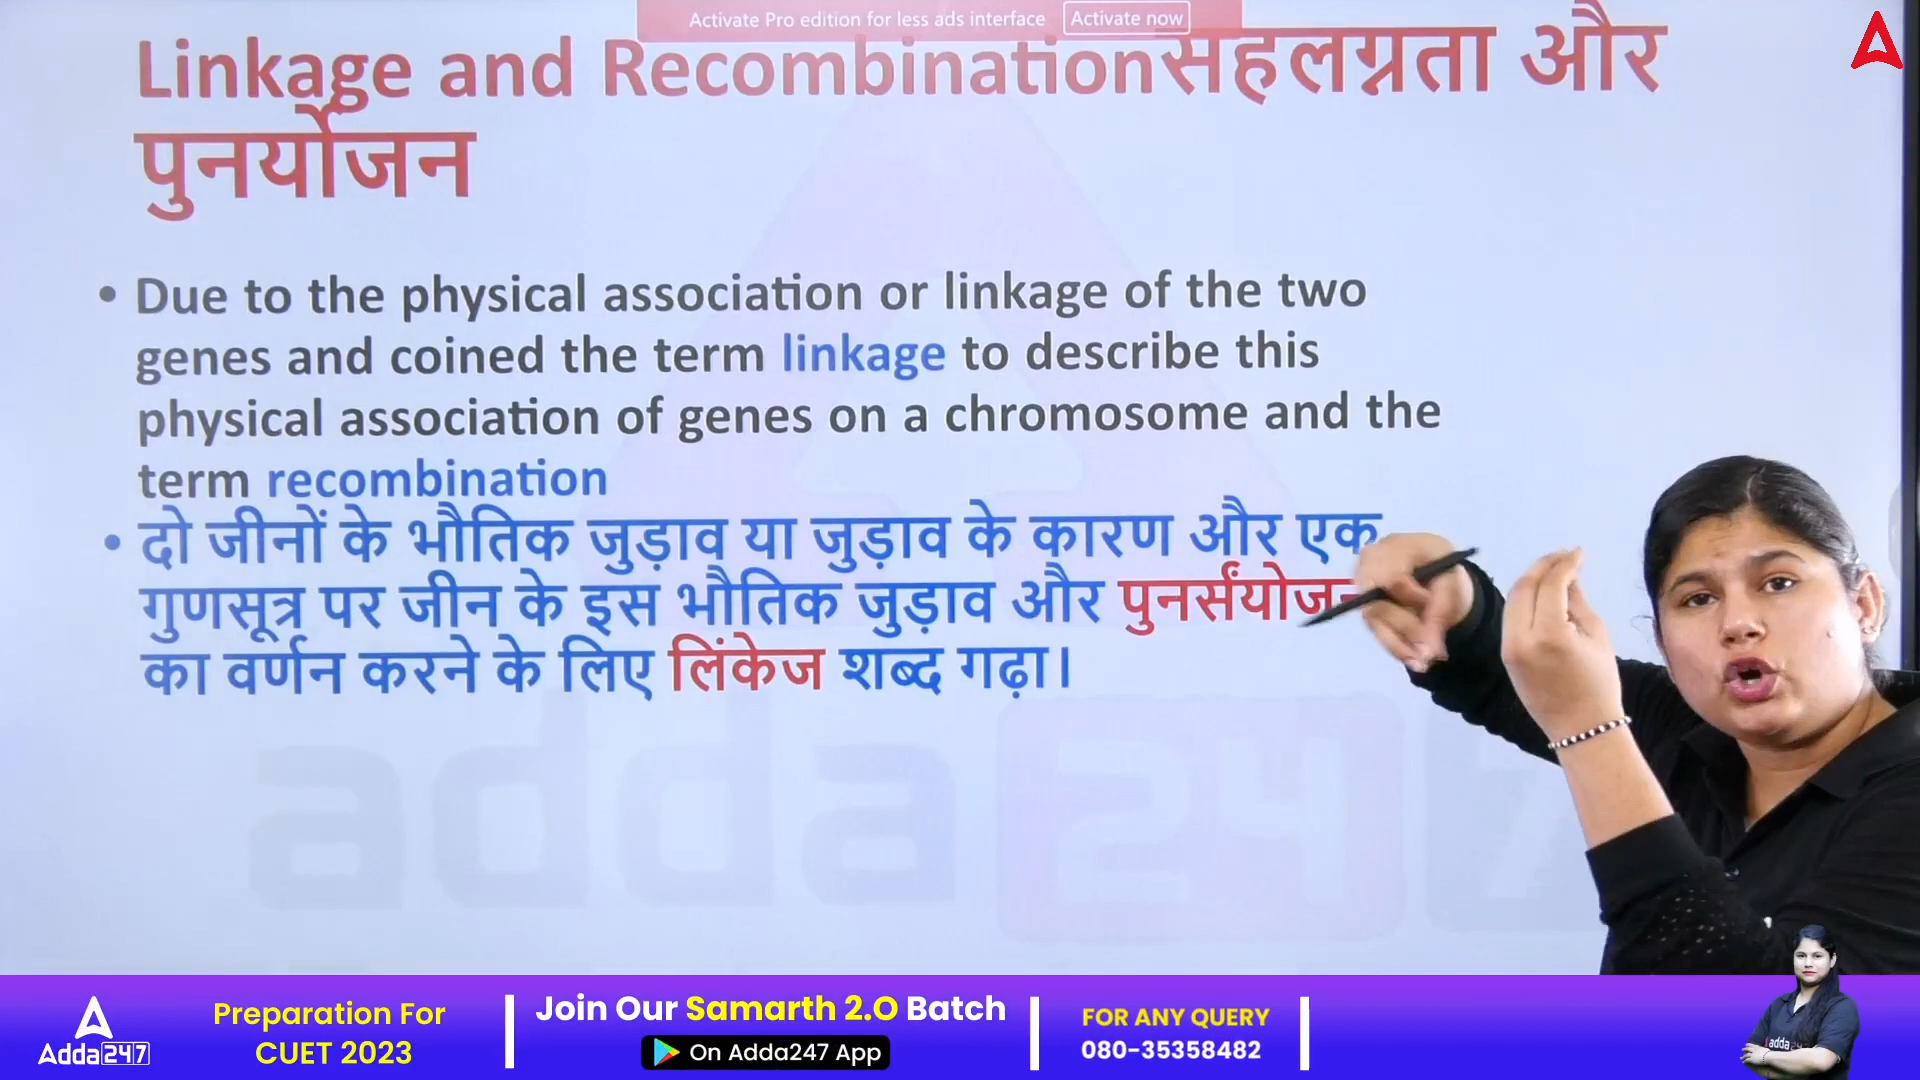 Activate Pro edition for less ads interface Activate now
Linkage and Recombinationसहलग्नता और
पुनर्योजन
• Due to the physical association or linkage of the two
genes and coined the term linkage to describe this
physical association of genes on a chromosome and the
term recombination
• दो जीनों के भौतिक जुड़ाव या जुड़ाव के कारण और एक
गुणसूत्र पर जीन के इस भौतिक जुड़ाव और
का वर्णन करने के लिए लिंकेज शब्द गढ़ा।
adda 247
Adda247
Preparation For
CUET 2023
Join Our Samarth 2.O Batch
On Adda247 App
FOR ANY QUERY
080-35358482